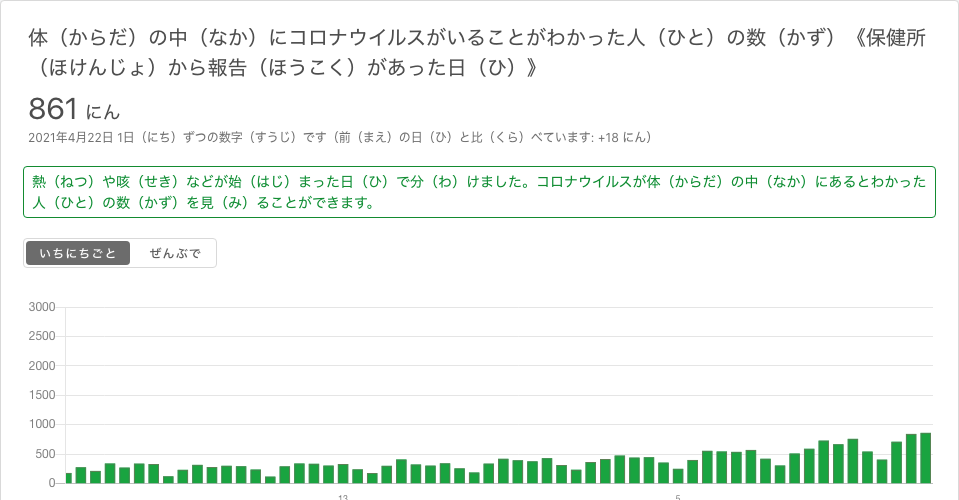 体（からだ）の中（なか）にコロナウイルスがいることがわかった人（ひと）の数（かず）《保健所
（ほけんじょ）から報告（ほうこく）があった日（ひ）》
861 にん
2021年4月22日 1日（にち）ずつの数字（すうじ）です（前（まえ）の日（ひ）と比（くら）べています: +18 にん）
熱（ねつ）や咳（せき）などが始（はじ）まった日（ひ）で分（わ）けました。コロナウイルスが体（からだ）の中（なか）にあるとわかった
人（ひと）の数（かず）を見（み）ることができます。
いちにちごと ぜんぶで
3000
2500
2000
1500
1000
500
0
13 5